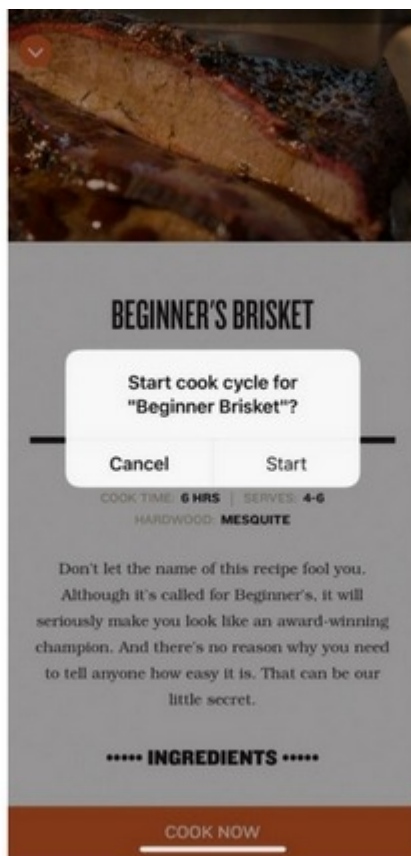 BEGINNER'S BRISKET
Start cook cycle for
"Beginner Brisket"?
Cancel Start
COOK TIME: 6 HRS | SERVES: 4-6
HARDWOOD: MESQUITE
Don't let the name of this recipe fool you.
Although it's called for Beginner's, it will
seriously make you look like an award-winning
champion. And there's no reason why you need
to tell anyone how easy it is. That can be our
little secret.
••••• INGREDIENTS •••••
COOK NOW